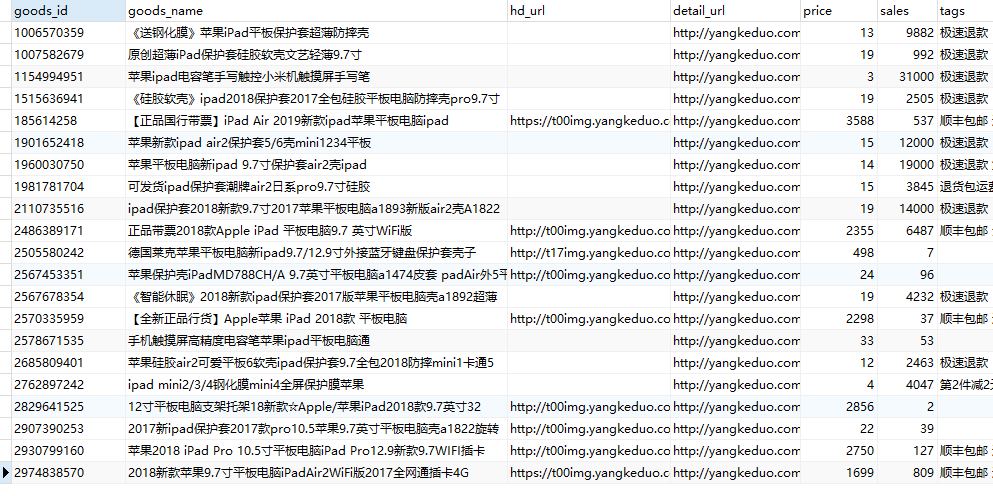 goods_id goods_name hd_url detail_url price sales tags
1006570359 《送钢化膜》苹果iPad平板保护套超薄防摔壳 http://yangkeduo.com 13 9882 极速退款
1007582679 原创超薄iPad保护套硅胶软壳文艺轻薄9.7寸 http://yangkeduo.com 19 992 极速退款
1154994951 苹果ipad电容笔手写触控小米机触摸屏手写笔 http://yangkeduo.com 3 31000 极速退款
1515636941 《硅胶软壳》ipad2018保护套2017全包硅胶平板电脑防摔壳pro9.7寸 http://yangkeduo.com 19 2505 极速退款
185614258 【正品国行带票】iPad Air 2019新款ipad苹果平板电脑ipad https://t00img.yangkeduo.c http://yangkeduo.com 3588 537 顺丰包邮
1901652418 苹果新款ipad air2保护套5/6壳mini1234平板 http://yangkeduo.com 15 12000 极速退款
1960030750 苹果平板电脑新ipad 9.7寸保护套air2壳ipad http://yangkeduo.com 14 19000 极速退款
1981781704 可发货ipad保护套潮牌air2日系pro9.7寸硅胶 http://yangkeduo.com 15 3845 退货包运套
2110735516 ipad保护套2018新款9.7寸2017苹果平板电脑a1893新版air2壳A1822 http://yangkeduo.com 19 14000 极速退款
2486389171 正品带票2018款Apple iPad 平板电脑9.7 英寸WiFi版 http://t00img.yangkeduo.co http://yangkeduo.com 2355 6487 顺丰包邮
2505580242 德国莱克苹果平板电脑新ipad9.7/12.9寸外接蓝牙键盘保护套壳子 http://t17img.yangkeduo.co http://yangkeduo.com 498 7
2567453351 苹果保护壳iPadMD788CH/A 9.7英寸平板电脑a1474皮套 padAir外5平 http://t00img.yangkeduo.co http://yangkeduo.com 24 96
2567678354 《智能休眠》2018新款ipad保护套2017版苹果平板电脑壳a1892超薄 http://yangkeduo.com 19 4232 极速退款
2570335959 【全新正品行货】Apple苹果 iPad 2018款 平板电脑 http://t00img.yangkeduo.co http://yangkeduo.com 2298 37 顺丰包邮
2578671535 手机触摸屏高精度电容笔苹果ipad平板电脑通 http://yangkeduo.com 33 53
2685809401 苹果硅胶air2可爱平板6软壳ipad保护套9.7全包2018防摔mini1卡通5 http://yangkeduo.com 12 2463 极速退款
2762897242 ipad mini2/3/4钢化膜mini4全屏保护膜苹果 http://yangkeduo.com 4 4047 第2件减2
2829641525 12寸平板电脑支架托架18新款☆Apple/苹果iPad2018款9.7英寸32 http://t00img.yangkeduo.co http://yangkeduo.com 2856 2
2907390253 2017新ipad保护套2017款pro10.5苹果9.7英寸平板电脑壳a1822旋转 http://t00img.yangkeduo.co http://yangkeduo.com 22 39
2930799160 苹果2018 iPad Pro 10.5寸平板电脑iPad Pro12.9新款9.7WIFI插卡 http://t00img.yangkeduo.co http://yangkeduo.com 2750 127 顺丰包邮
2974838570 2018新款苹果9.7寸平板电脑iPadAir2WiFi版2017全网通插卡4G https://t00img.yangkeduo.c http://yangkeduo.com 1699 809 顺丰包邮